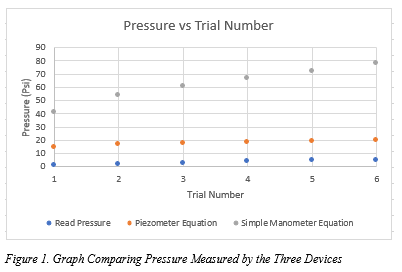 Pressure vs Trial Number
Pressure (Psi)
90
80
70
60
50
40
30
20
10
0
1 2 3 4 5 6
Trial Number
Read Pressure Piezometer Equation Simple Manometer Equation
Figure 1. Graph Comparing Pressure Measured by the Three Devices